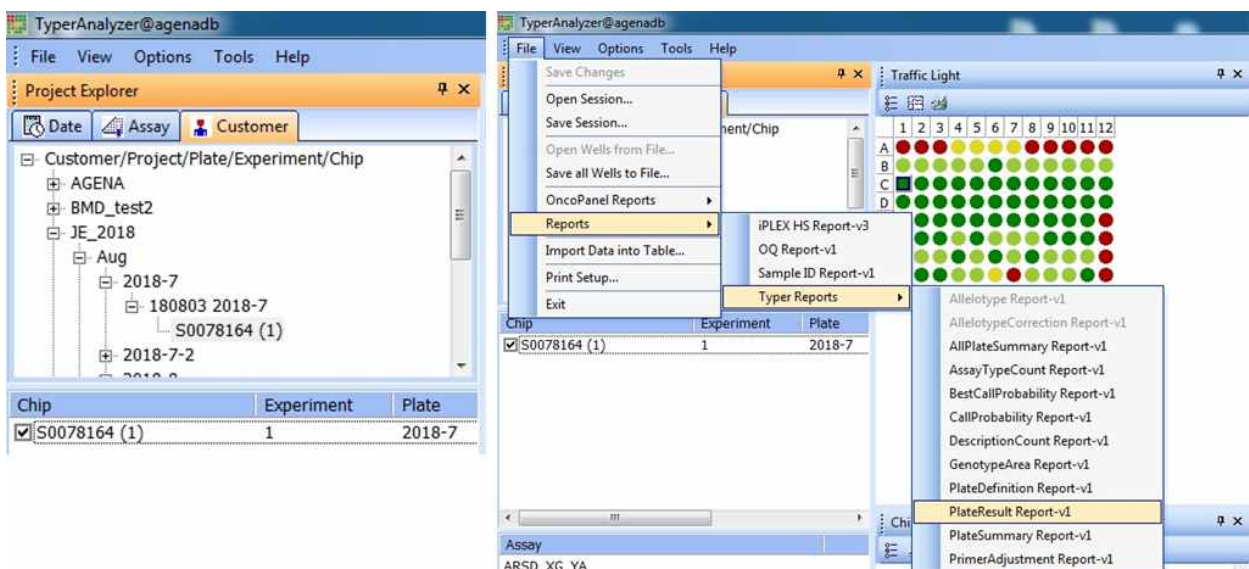 TyperAnalyzer@agenadb
File View Options Tools Help
Project Explorer
Date Assay Customer
Customer/Project/Plate/Experiment/Chip
AGENA
BMD_test2
JE_2018
Aug
2018-7
180803 2018-7
S0078164 (1)
2018-7-2
Chip Experiment Plate
S0078164 (1) 1 2018-7
TyperAnalyzer@agenadb
File View Options Tools Help
Save Changes
Open Session...
Save Session...
Open Wells from File...
Save all Wells to File...
OncoPanel Reports
Reports
Import Data into Table...
Print Setup...
Exit
ment/Chip
iPLEX HS Report-v3
OQ Report-v1
Sample ID Report-v1
Typer Reports
Allelotype Report-v1
AllelotypeCorrection Report-v1
AllPlateSummary Report-v1
AssayTypeCount Report-v1
BestCallProbability Report-v1
CallProbability Report-v1
DescriptionCount Report-v1
GenotypeArea Report-v1
PlateDefinition Report-v1
PlateResult Report-v1
PlateSummary Report-v1
PrimerAdjustment Report-v1
Traffic Light
1 2 3 4 5 6 7 8 9 10 11 12
A
B
C
D
Chip Experiment Plate
S0078164 (1) 1 2018-7
Chi
Assay
ARSD_XG_YA